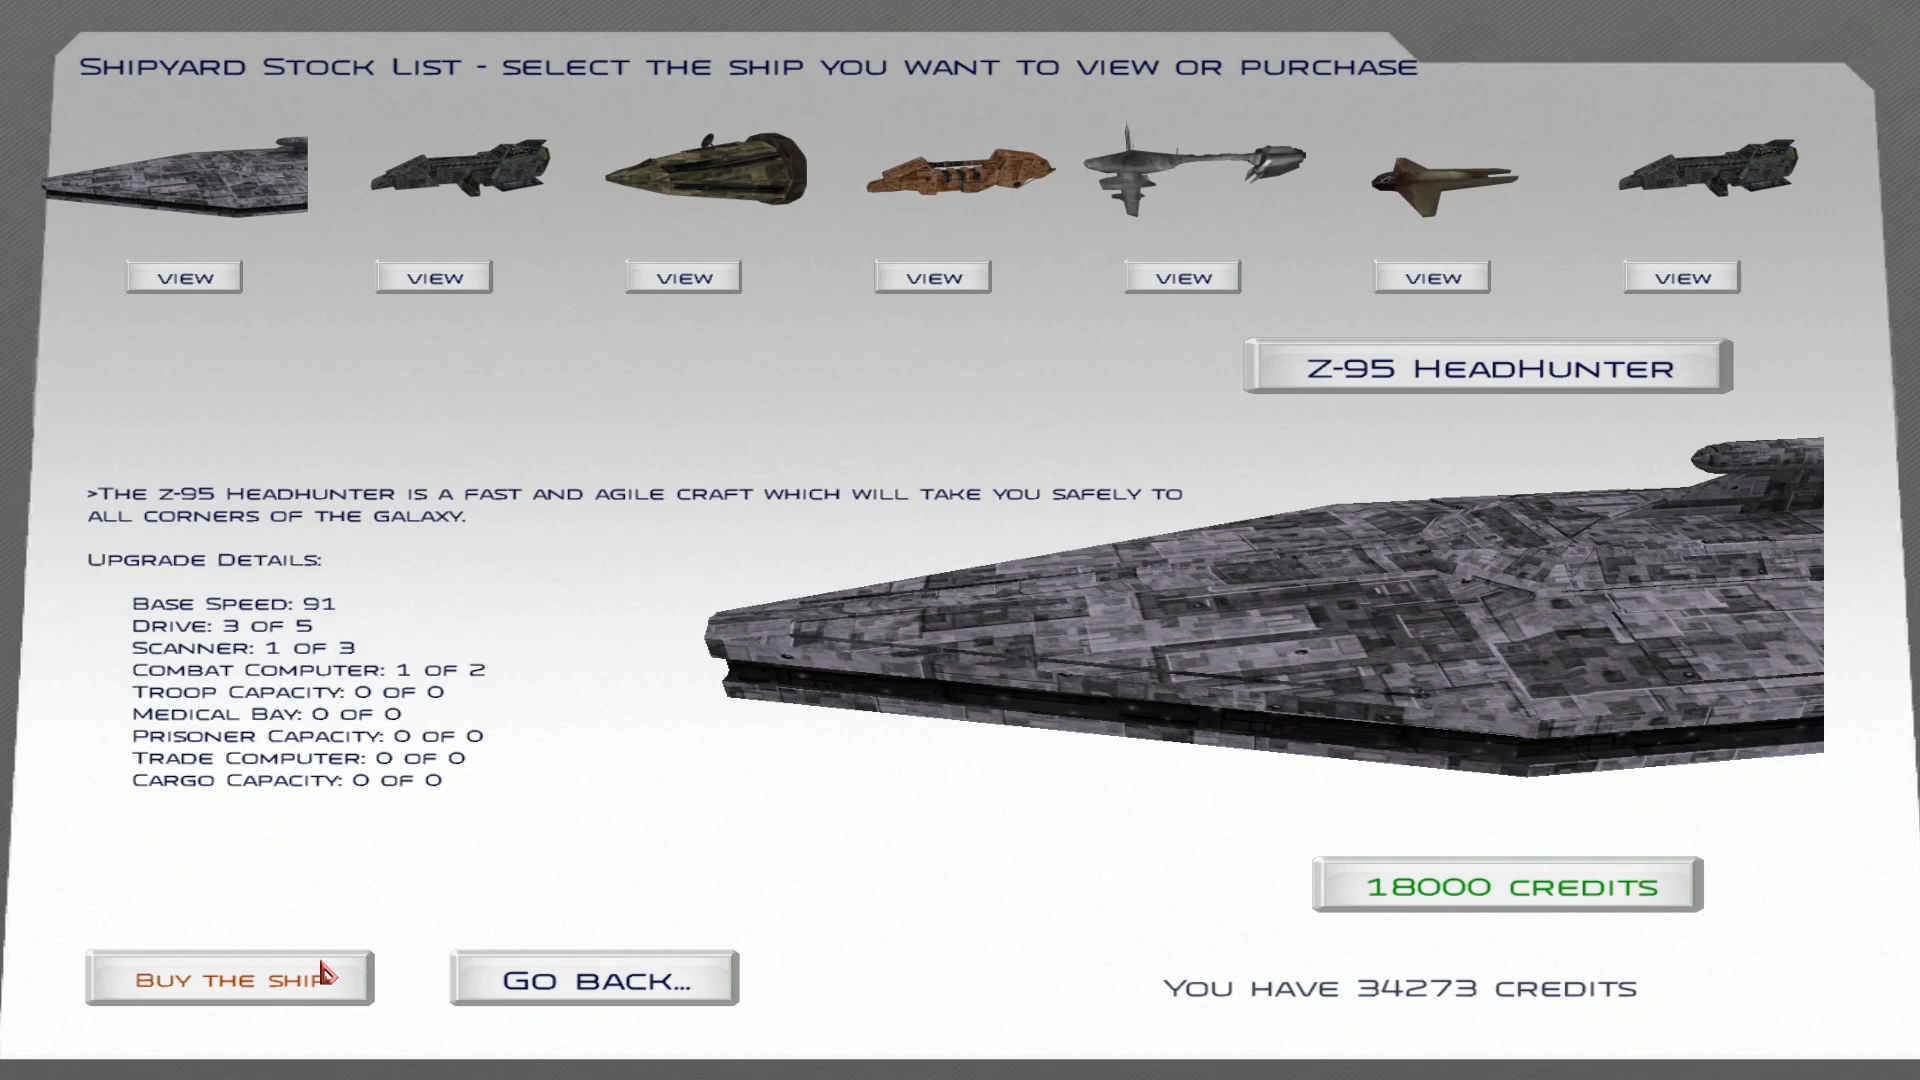 Shipyard Stock List - select the ship you want to view or purchase
view view view view view view view
Z-95 HeadHunter
>The z-95 Headhunter is a fast and agile craft which will take you safely to
all corners of the galaxy.
Upgrade Details:
Base Speed: 91
Drive: 3 of 5
Scanner: 1 of 3
Combat Computer: 1 of 2
Troop Capacity: 0 of 0
Medical Bay: 0 of 0
Prisoner Capacity: 0 of 0
Trade Computer: 0 of 0
Cargo Capacity: 0 of 0
18000 credits
Buy the ship
Go back...
You have 34273 credits